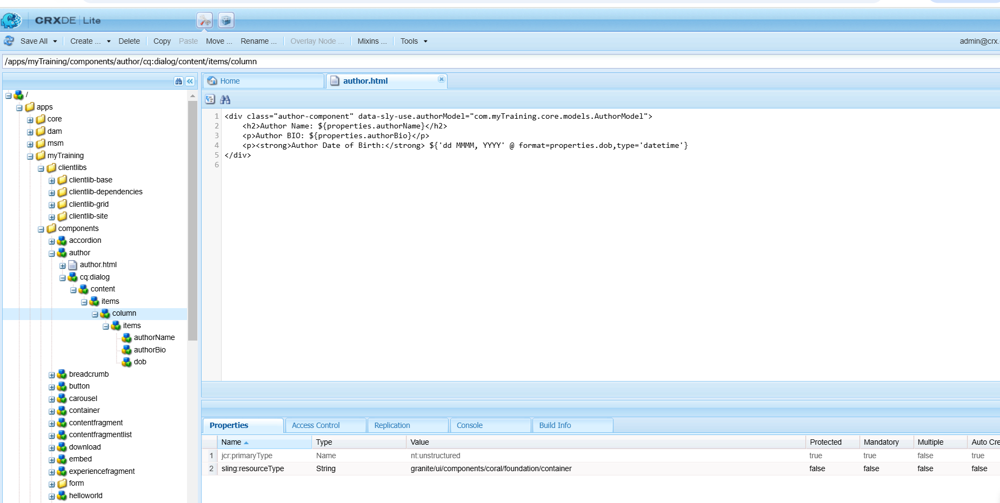 CRXDE | Lite
Save All Create ... Delete Copy Paste Move ... Rename ... Overlay Node ... Mixins ... Tools admin@crx.
/apps/myTraining/components/author/cq:dialog/content/items/column
Home author.html
/
apps
core
dam
msm
myTraining
clientlibs
clientlib-base
clientlib-dependencies
clientlib-grid
clientlib-site
components
accordion
author
author.html
cq:dialog
content
items
column
items
authorName
authorBio
dob
breadcrumb
button
carousel
container
contentfragment
contentfragmentlist
download
embed
experiencefragment
form
helloworld
1 <div class="author-component" data-sly-use.authorModel="com.myTraining.core.models.AuthorModel">
2     <h2>Author Name: ${properties.authorName}</h2>
3     <p>Author BIO: ${properties.authorBio}</p>
4     <p><strong>Author Date of Birth:</strong> ${'dd MMMM, YYYY' @ format=properties.dob,type='datetime'}
5 </div>
6
Properties Access Control Replication Console Build Info
Name Type Value Protected Mandatory Multiple Auto Cre
1 jcr:primaryType Name nt:unstructured true true false true
2 sling:resourceType String granite/ui/components/coral/foundation/container false false false false